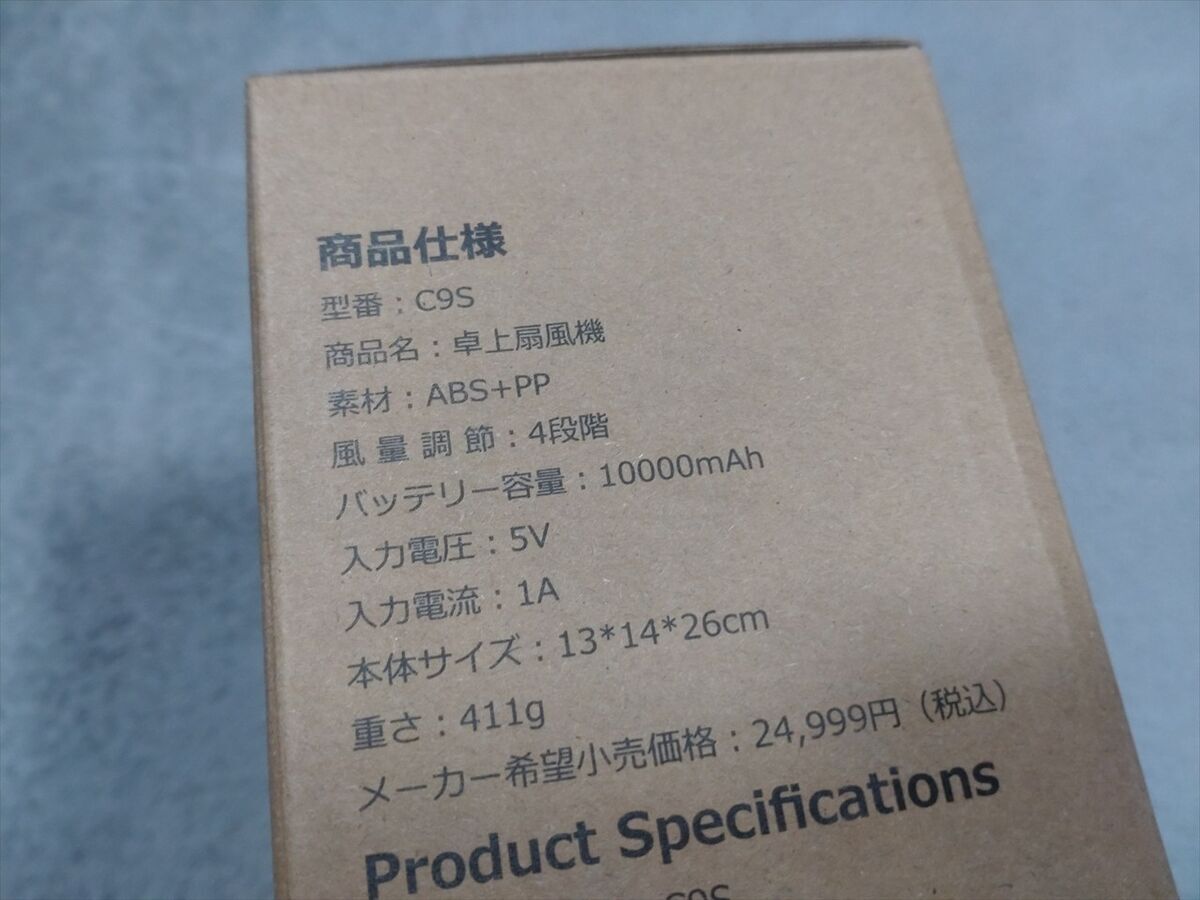 商品仕様
型番：C9S
商品名：卓上扇風機
素材：ABS+PP
風 量 調 節：4段階
バッテリー容量：10000mAh
入力電圧：5V
入力電流：1A
本体サイズ：13*14*26cm
重さ：411g
メーカー希望小売価格：24,999円（税込）
Product Specifications
C9S